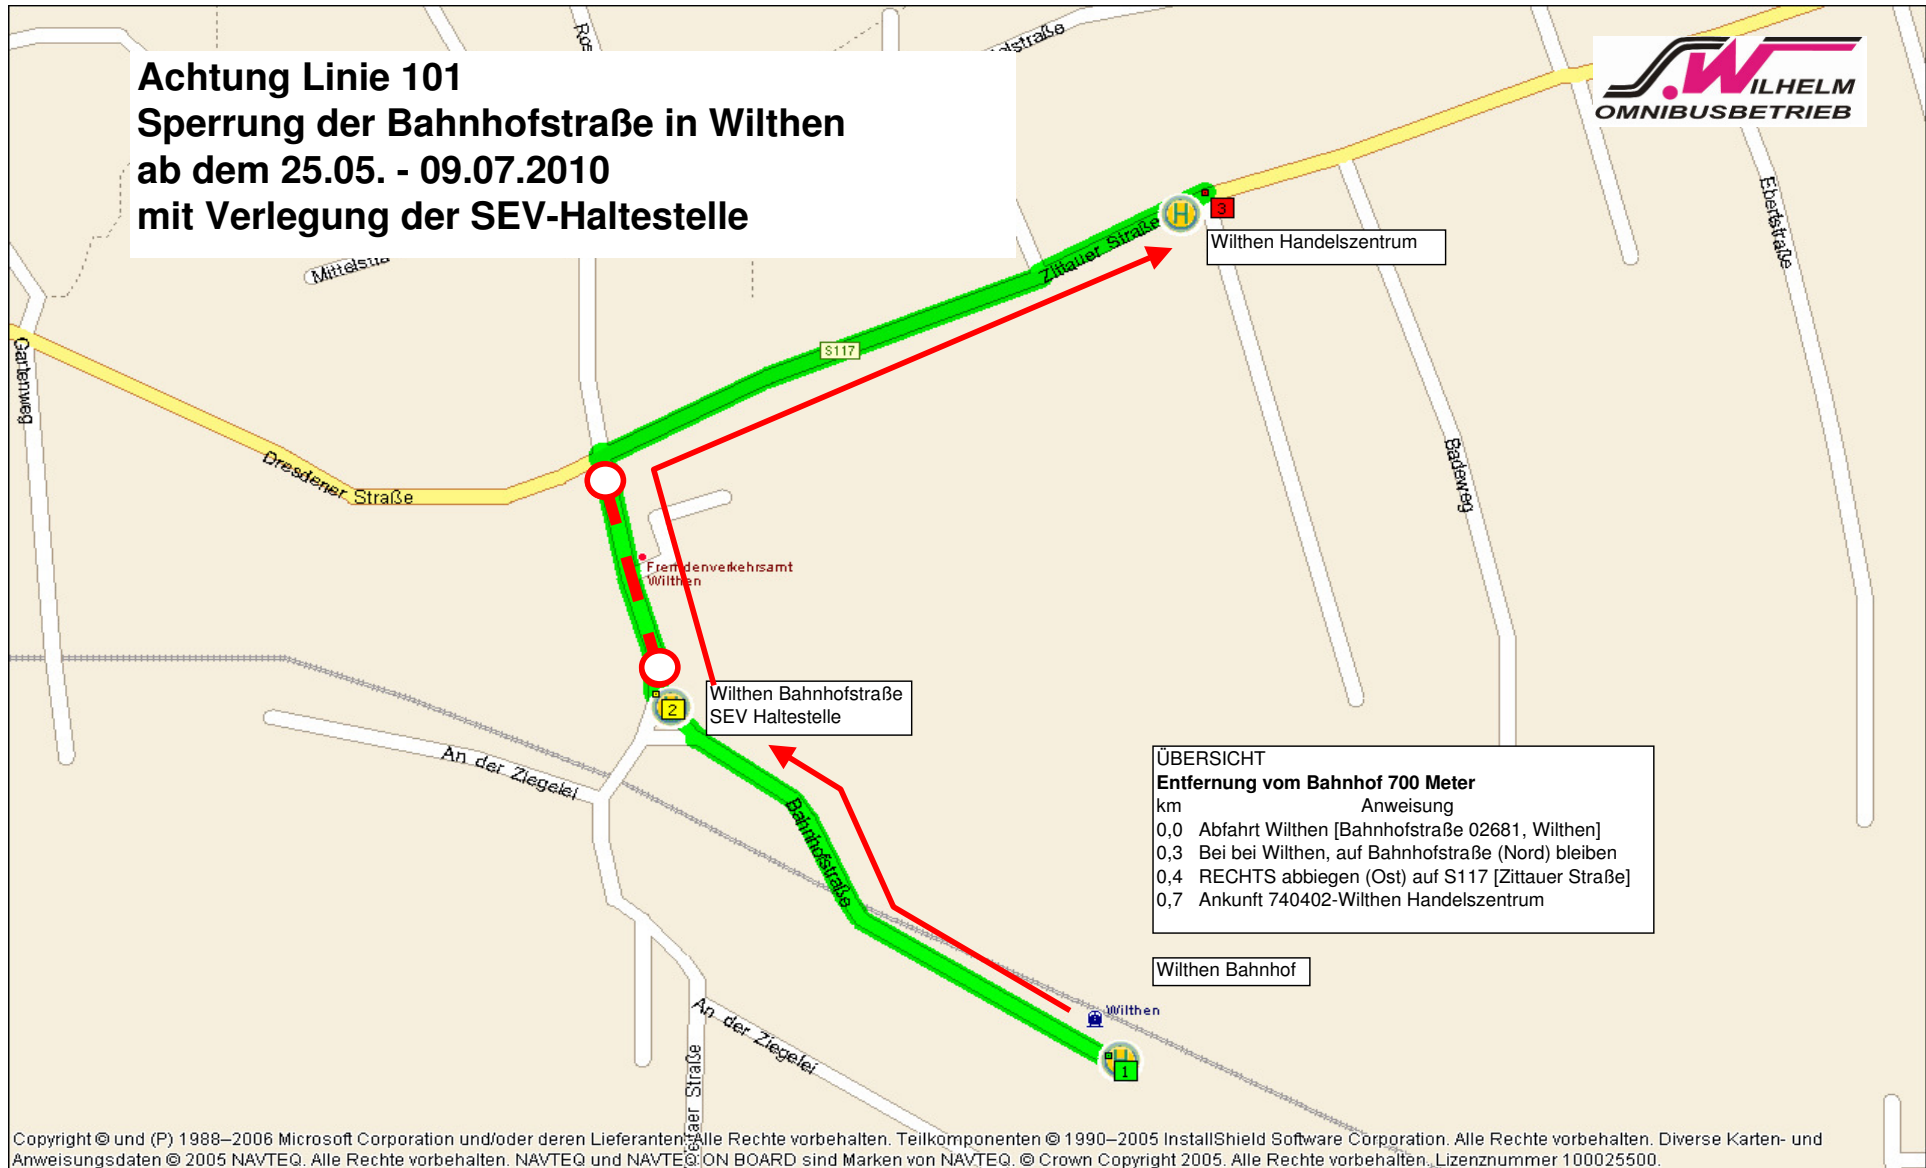 Achtung Linie 101
Sperrung der Bahnhofstraße in Wilthen
ab dem 25.05. - 09.07.2010
mit Verlegung der SEV-Haltestelle
WILHELM
OMNIBUSBETRIEB
Mittelstra
Zittauer Straße
3
Wilthen Handelszentrum
Ebertstraße
S117
Gartenweg
Dresdener Straße
Badeweg
Fremdenverkehrsamt
Wilthen
Wilthen Bahnhofstraße
SEV Haltestelle
2
An der Ziegelei
Bahnhofstraße
ÜBERSICHT
Entfernung vom Bahnhof 700 Meter
km Anweisung
0,0 Abfahrt Wilthen [Bahnhofstraße 02681, Wilthen]
0,3 Bei bei Wilthen, auf Bahnhofstraße (Nord) bleiben
0,4 RECHTS abbiegen (Ost) auf S117 [Zittauer Straße]
0,7 Ankunft 740402-Wilthen Handelszentrum
Wilthen Bahnhof
Wilthen
H
1
An der Ziegelei
Straße
Copyright © und (P) 1988–2006 Microsoft Corporation und/oder deren Lieferanten. Alle Rechte vorbehalten. Teilkomponenten © 1990–2005 InstallShield Software Corporation. Alle Rechte vorbehalten. Diverse Karten- und
Anweisungsdaten © 2005 NAVTEQ. Alle Rechte vorbehalten. NAVTEQ und NAVTEQ ON BOARD sind Marken von NAVTEQ. © Crown Copyright 2005. Alle Rechte vorbehalten. Lizenznummer 100025500.